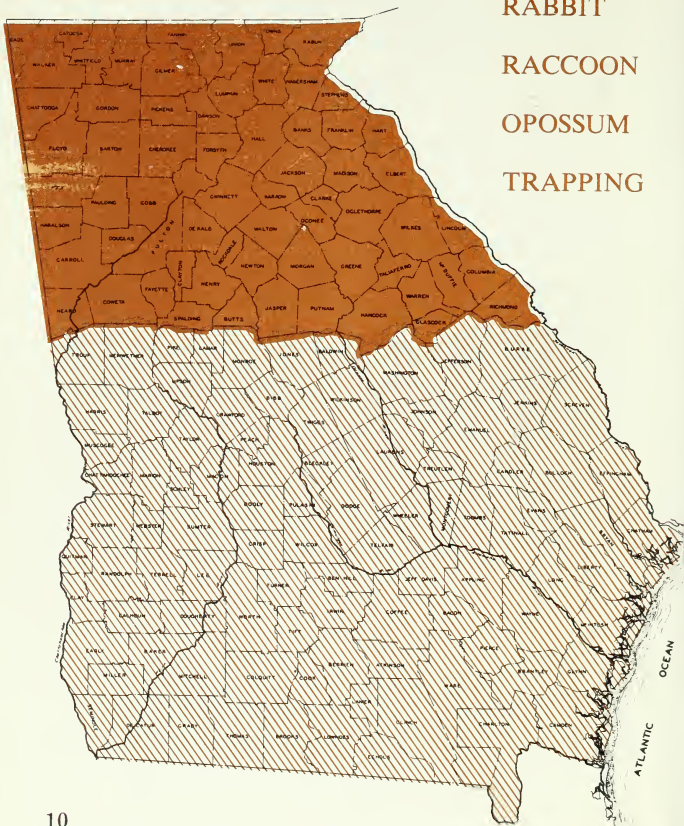 RABBIT
RACCOON
OPOSSUM
TRAPPING
CATOOSA FANNIN UNION TOWNS RABUN
WALKER WHITFIELD MURRAY GILMER
LUMPKIN WHITE HABERSHAM
STEPHENS
CHATTOOGA GORDON PICKENS DAWSON
HALL BANKS FRANKLIN HART
FLOYD BARTOW CHEROKEE FORSYTH
JACKSON MADISON ELBERT
PAULDING COBB GWINNETT BARROW CLARKE
OGLETHORPE
HARALSON DOUGLAS FULTON DE KALB WALTON OCONEE WILKES LINCOLN
CARROLL CLAYTON ROCKDALE NEWTON MORGAN GREENE TALIAFERRO McDUFFIE COLUMBIA
FAYETTE HENRY WARREN
HEARD COWETA SPALDING BUTTS JASPER PUTNAM HANCOCK GLASCOCK RICHMOND
TROUP MERIWETHER PIKE LAMAR MONROE JONES BALDWIN WASHINGTON JEFFERSON BURKE
UPSON
HARRIS TALBOT CRAWFORD BIBB TWIGGS WILKINSON JOHNSON JENKINS SCREVEN
EMANUEL
MUSCOGEE TAYLOR PEACH LAURENS
CHATTAHOOCHEE MARION MACON HOUSTON BLECKLEY TREUTLEN CANDLER BULLOCH EFFINGHAM
SCHLEY
STEWART WEBSTER SUMTER DOOLY PULASKI DODGE WHEELER MONTGOMERY TOOMBS TATTNALL EVANS BRYAN CHATHAM
QUITMAN CRISP WILCOX TELFAIR
RANDOLPH TERRELL LEE LIBERTY
CLAY TURNER BEN HILL JEFF DAVIS APPLING LONG
CALHOUN DOUGHERTY WORTH IRWIN COFFEE BACON WAYNE McINTOSH
TIFT
EARLY BAKER PIERCE
MILLER MITCHELL COLQUITT COOK BERRIEN ATKINSON WARE BRANTLEY GLYNN
LANIER
SEMINOLE DECATUR GRADY THOMAS BROOKS LOWNDES CLINCH CHARLTON CAMDEN
ECHOLS
ATLANTIC OCEAN
10